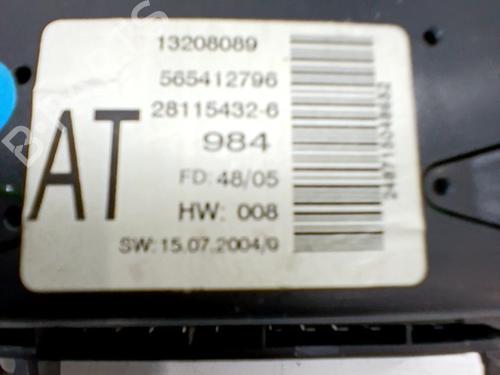 13208089
565412796
28115432-6
984
AT
FD: 48/05
HW: 008
SW: 15.07.2004/0